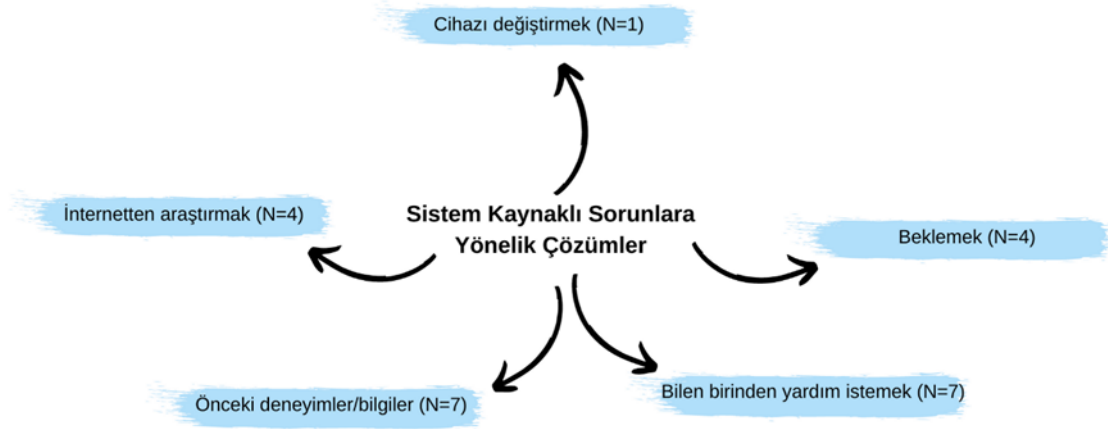 Cihazı değiştirmek (N=1)
İnternetten araştırmak (N=4)
Sistem Kaynaklı Sorunlara
Yönelik Çözümler
Beklemek (N=4)
Önceki deneyimler/bilgiler (N=7)
Bilen birinden yardım istemek (N=7)